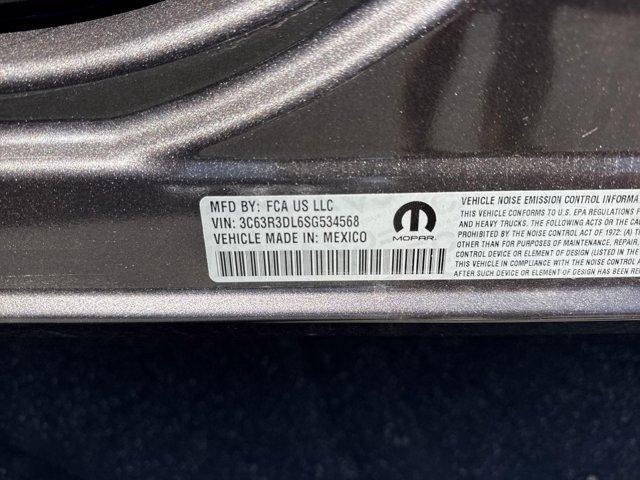 MFD BY: FCA US LLC
VIN: 3C63R3DL6SG534568
VEHICLE MADE IN: MEXICO
MOPAR.
VEHICLE NOISE EMISSION CONTROL INFORMA
THIS VEHICLE CONFORMS TO U.S. EPA REGULATIONS F
AND HEAVY TRUCKS. THE FOLLOWING ACTS OR THE CA
BY THE NOISE CONTROL ACT OF 1972: (A) T
OTHER THAN FOR PURPOSES OF MAINTENANCE, REPAIR,
CONTROL DEVICE OR ELEMENT OF DESIGN (LISTED IN THE
THIS VEHICLE IN COMPLIANCE WITH THE NOISE CONTROL A
AFTER SUCH DEVICE OR ELEMENT OF DESIGN HAS BEEN R